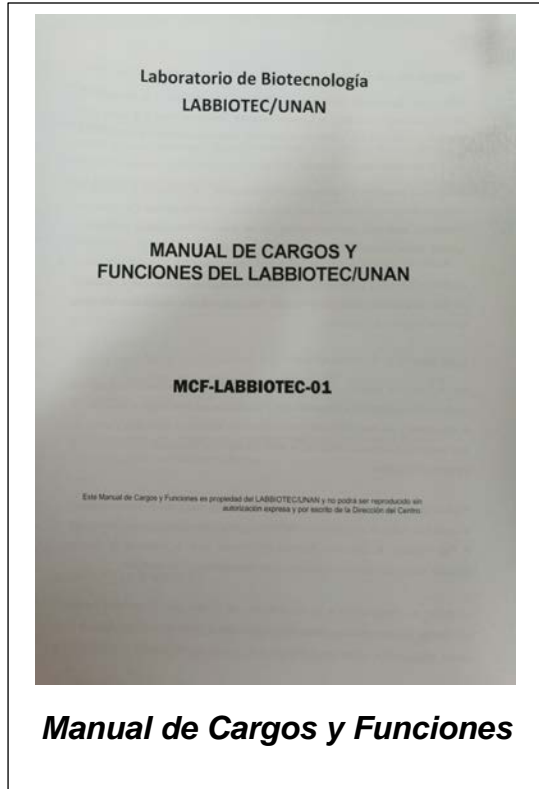 Laboratorio de Biotecnología
LABBIOTEC/UNAN
MANUAL DE CARGOS Y
FUNCIONES DEL LABBIOTEC/UNAN
MCF-LABBIOTEC-01
Este Manual de Cargos y Funciones es propiedad del LABBIOTEC/UNAN y no podrá ser reproducido sin
autorización expresa y por escrito de la Dirección del Centro.
Manual de Cargos y Funciones